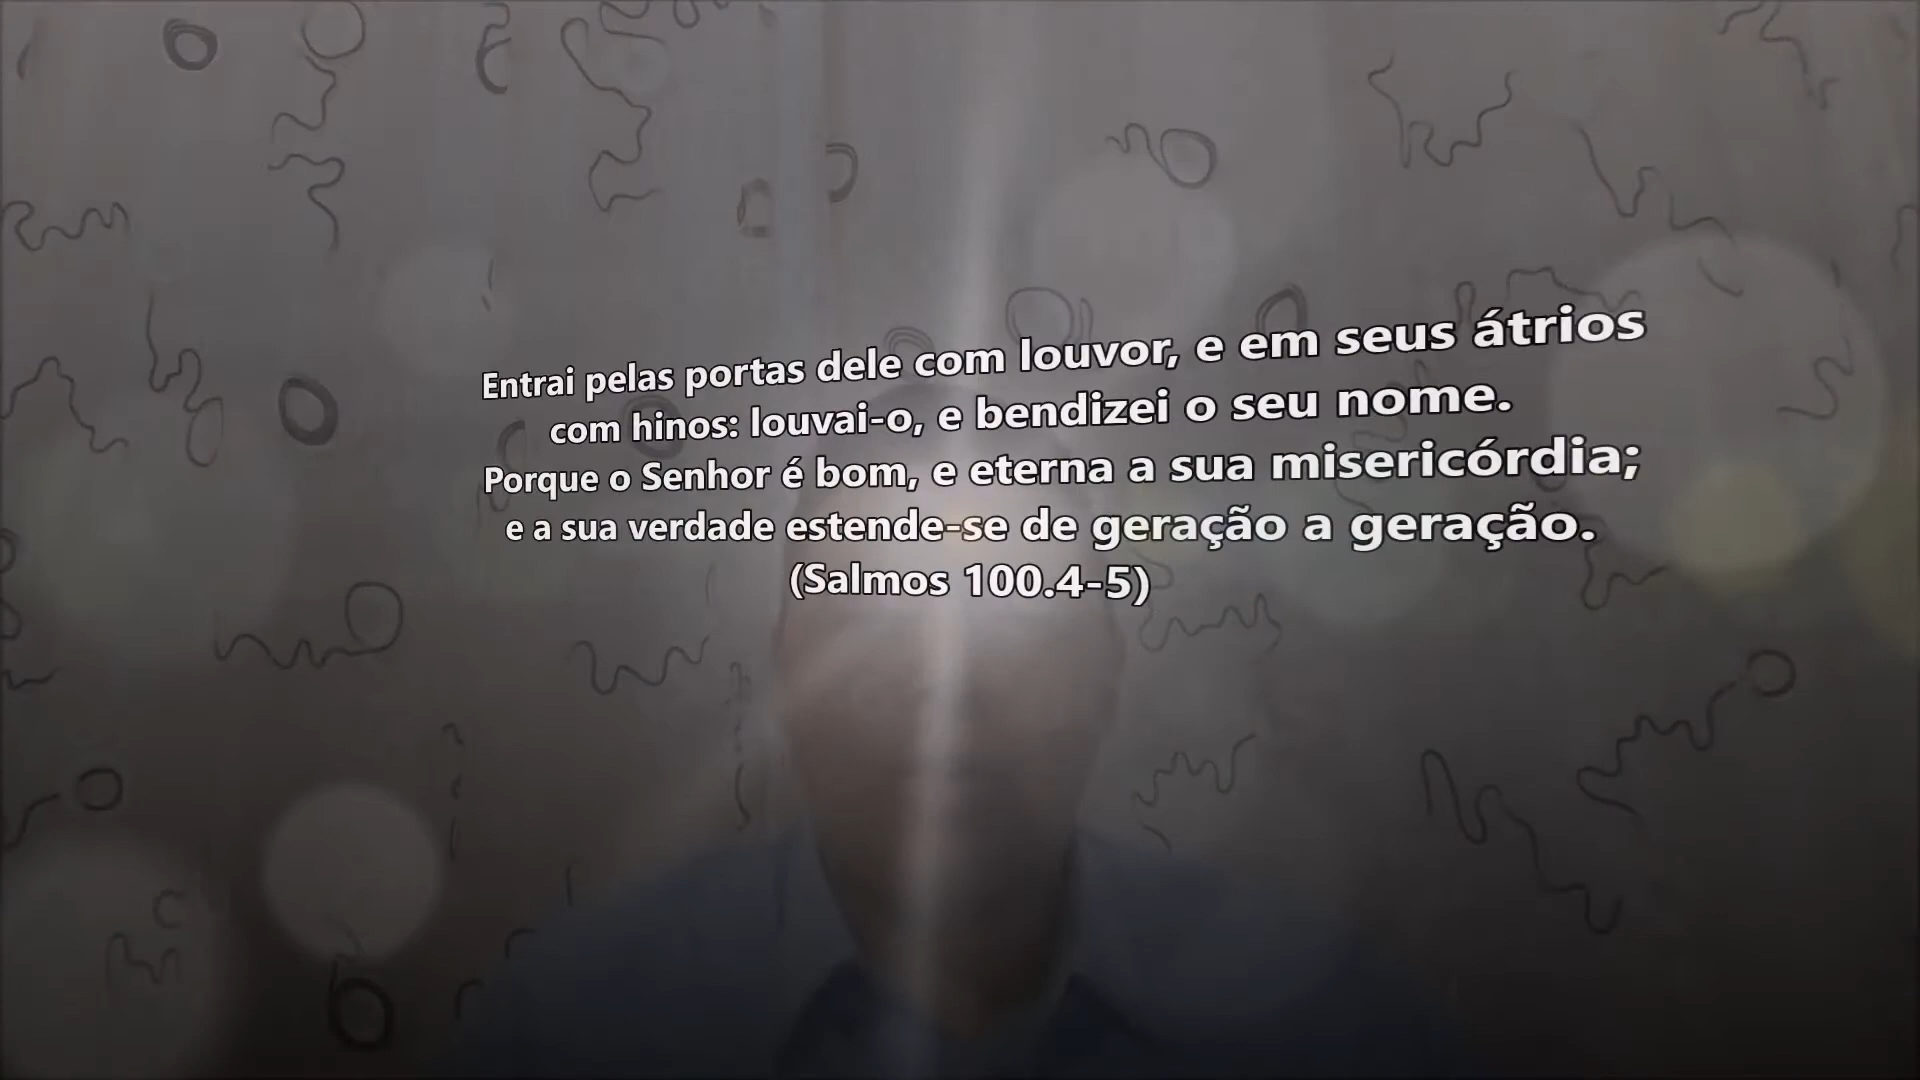 Entrai pelas portas dele com louvor, e em seus átrios
com hinos: louvai-o, e bendizei o seu nome.
Porque o Senhor é bom, e eterna a sua misericórdia;
e a sua verdade estende-se de geração a geração.
(Salmos 100.4-5)